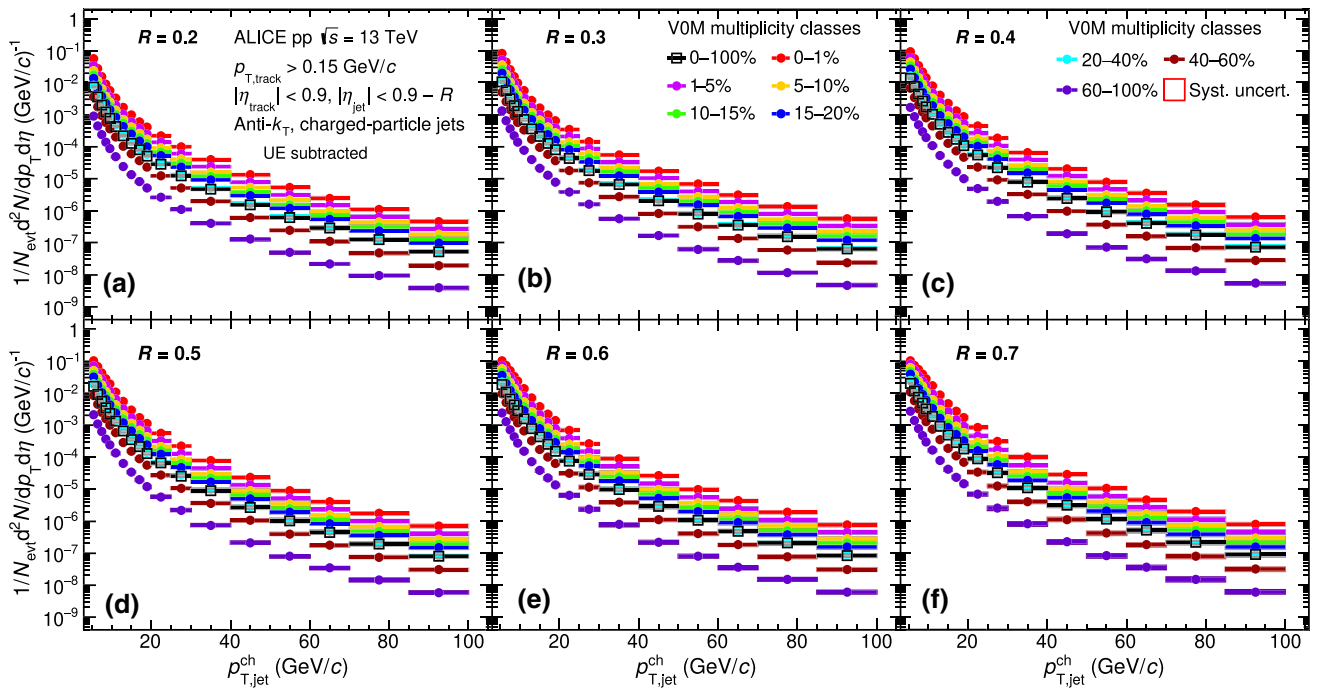 R = 0.2
ALICE pp √s = 13 TeV
p_T,track > 0.15 GeV/c
|η_track| < 0.9, |η_jet| < 0.9 − R
Anti-k_T, charged-particle jets
UE subtracted
(a)
R = 0.3
V0M multiplicity classes
0−100% 0−1%
1−5% 5−10%
10−15% 15−20%
(b)
R = 0.4
V0M multiplicity classes
20−40% 40−60%
60−100% Syst. uncert.
(c)
1/N_evt d²N/dp_T dη (GeV/c)⁻¹
10⁻¹
10⁻²
10⁻³
10⁻⁴
10⁻⁵
10⁻⁶
10⁻⁷
10⁻⁸
10⁻⁹
1
R = 0.5
(d)
R = 0.6
(e)
R = 0.7
(f)
1/N_evt d²N/dp_T dη (GeV/c)⁻¹
1
10⁻¹
10⁻²
10⁻³
10⁻⁴
10⁻⁵
10⁻⁶
10⁻⁷
10⁻⁸
10⁻⁹
1
20 40 60 80 100
20 40 60 80 100
20 40 60 80 100
p^ch_T,jet (GeV/c)
p^ch_T,jet (GeV/c)
p^ch_T,jet (GeV/c)